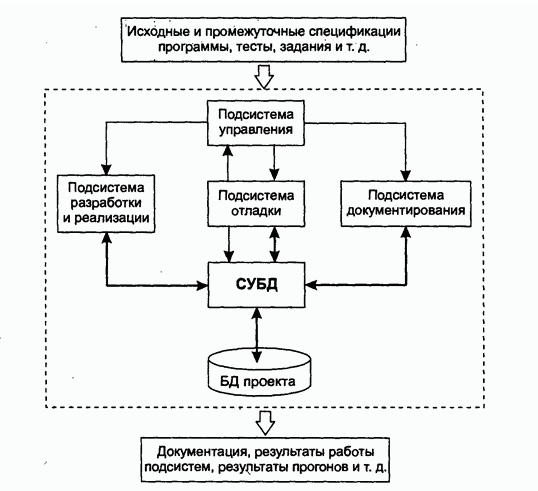 Исходные и промежуточные спецификации
программы, тесты, задания и т. д.
Подсистема
управления
Подсистема
разработки
и реализации
Подсистема
отладки
Подсистема
документирования
СУБД
БД проекта
Документация, результаты работы
подсистем, результаты прогонов и т. д.